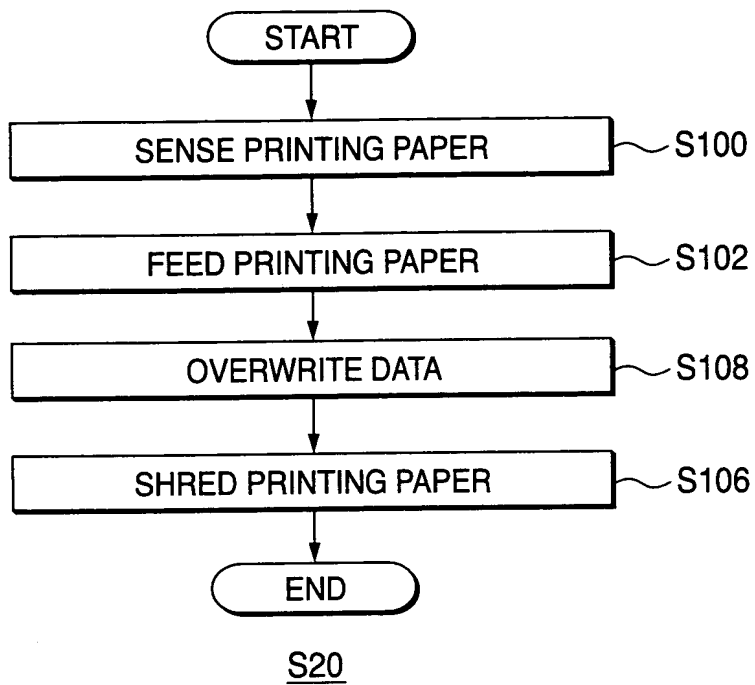 START
SENSE PRINTING PAPER S100
FEED PRINTING PAPER S102
OVERWRITE DATA S108
SHRED PRINTING PAPER S106
END
S20